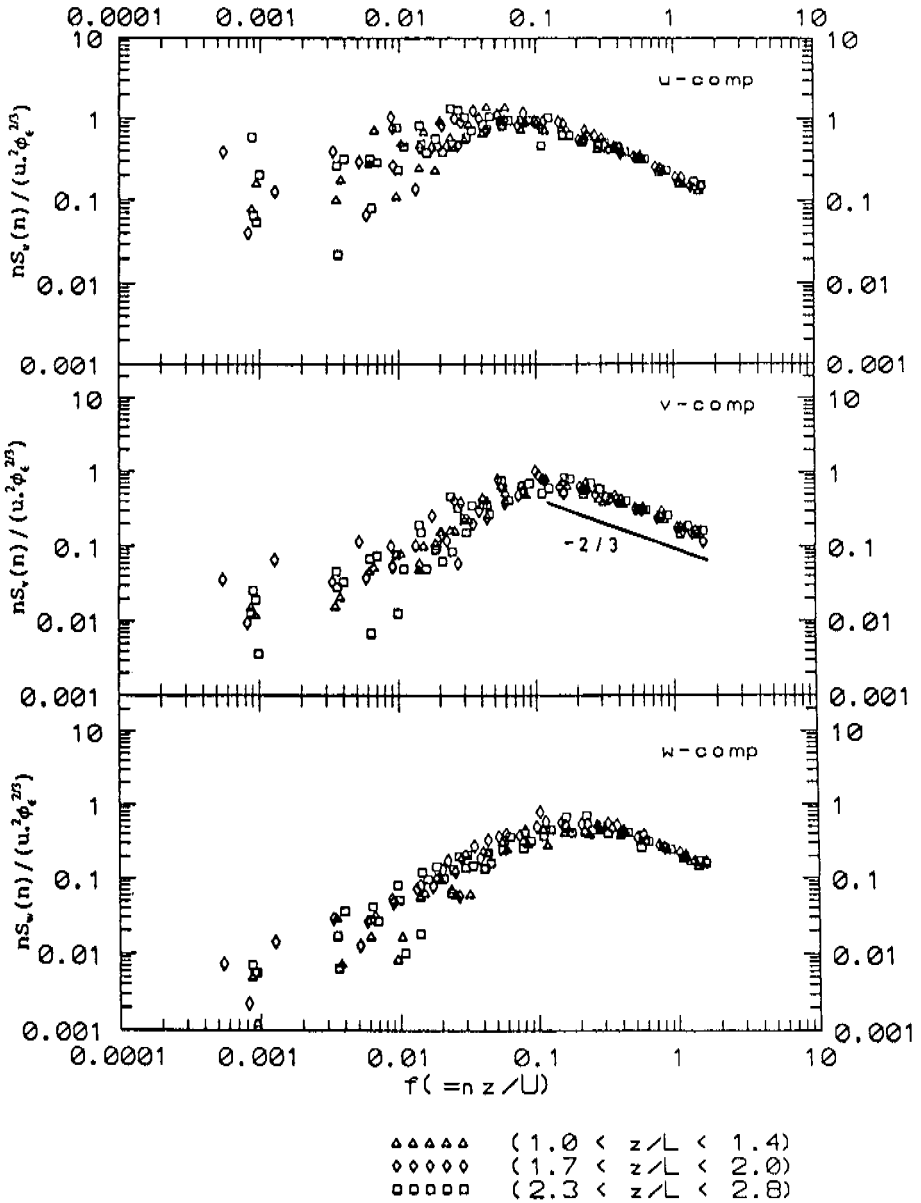 0.0001 0.001 0.01 0.1 1 10
10 10
u-comp
1 1
0.1 0.1
0.01 0.01
0.001 0.001
nSᵤ(n)/(u*²ϕ_ϵ^2/3)
v-comp
10 10
1 1
-2/3
0.1 0.1
0.01 0.01
0.001 0.001
nSᵥ(n)/(u*²ϕ_ϵ^2/3)
w-comp
10 10
1 1
0.1 0.1
0.01 0.01
0.001 0.001
nS_w(n)/(u*²ϕ_ϵ^2/3)
0.0001 0.001 0.01 0.1 1 10
f(=nz/U)
(1.0 < z/L < 1.4)
(1.7 < z/L < 2.0)
(2.3 < z/L < 2.8)